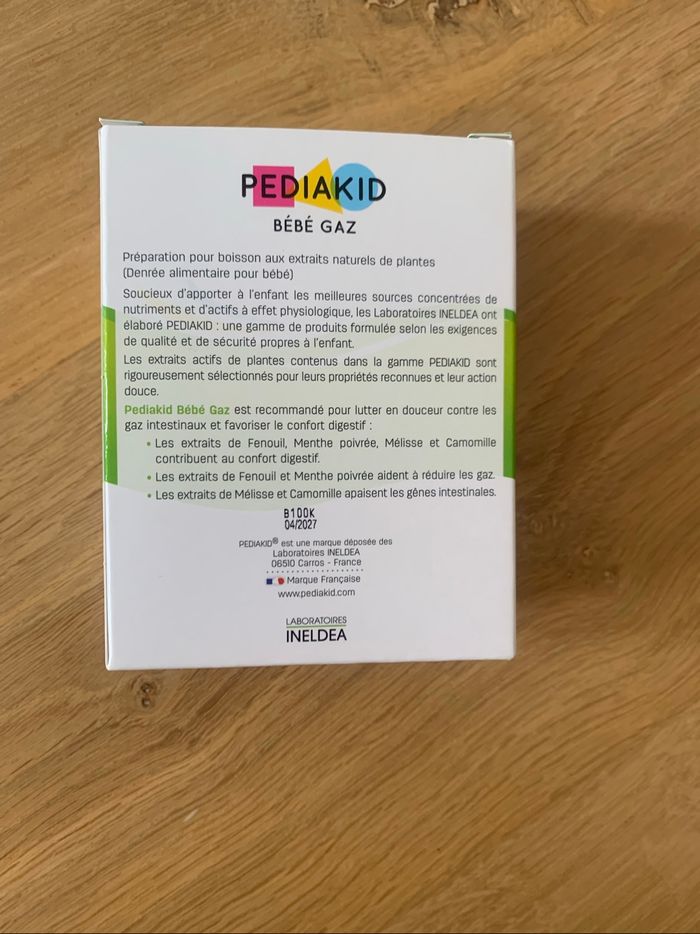 PEDIAKID
BÉBÉ GAZ
Préparation pour boisson aux extraits naturels de plantes
(Denrée alimentaire pour bébé)
Soucieux d'apporter à l'enfant les meilleures sources concentrées de
nutriments et d'actifs à effet physiologique, les Laboratoires INELDEA ont
élaboré PEDIAKID : une gamme de produits formulée selon les exigences
de qualité et de sécurité propres à l'enfant.
Les extraits actifs de plantes contenus dans la gamme PEDIAKID sont
rigoureusement sélectionnés pour leurs propriétés reconnues et leur action
douce.
Pediakid Bébé Gaz est recommandé pour lutter en douceur contre les
gaz intestinaux et favoriser le confort digestif :
• Les extraits de Fenouil, Menthe poivrée, Mélisse et Camomille
contribuent au confort digestif.
• Les extraits de Fenouil et Menthe poivrée aident à réduire les gaz.
• Les extraits de Mélisse et Camomille apaisent les gênes intestinales.
B100K
04/2027
PEDIAKID® est une marque déposée des
Laboratoires INELDEA
06510 Carros - France
Marque Française
www.pediakid.com
LABORATOIRES
INELDEA